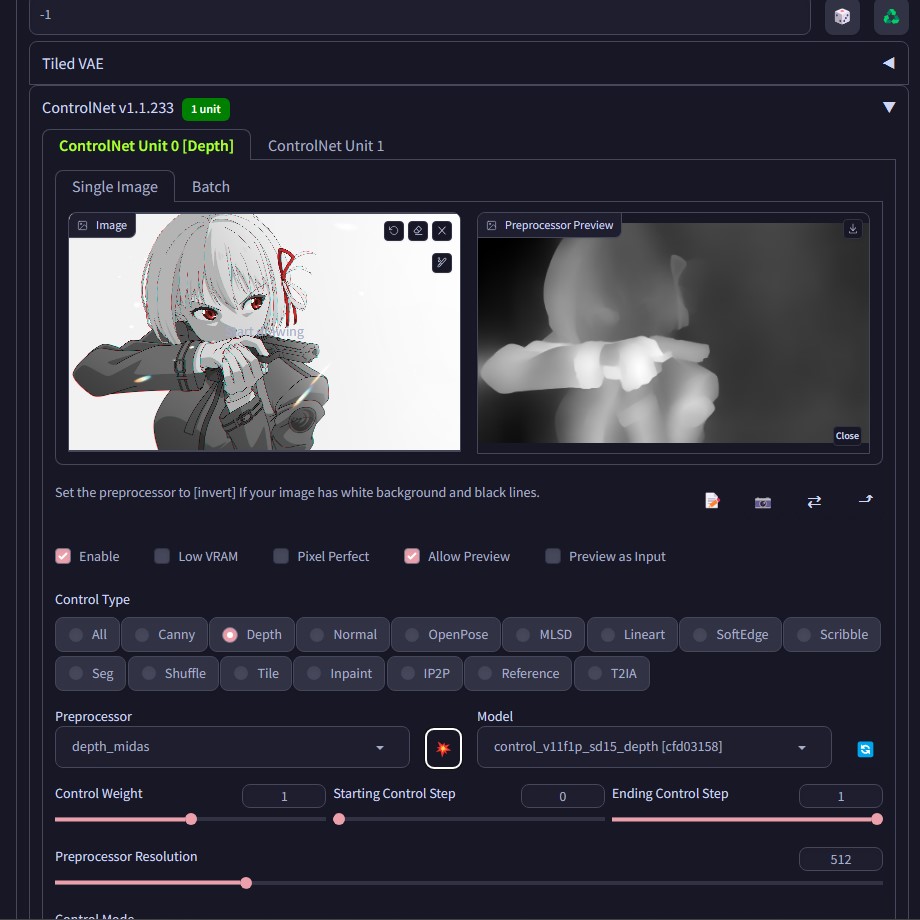 -1
Tiled VAE
ControlNet v1.1.233 1 unit
ControlNet Unit 0 [Depth] ControlNet Unit 1
Single Image Batch
Image Preprocessor Preview
Close
Set the preprocessor to [invert] If your image has white background and black lines.
Enable Low VRAM Pixel Perfect Allow Preview Preview as Input
Control Type
All Canny Depth Normal OpenPose MLSD Lineart SoftEdge Scribble
Seg Shuffle Tile Inpaint IP2P Reference T2IA
Preprocessor Model
depth_midas control_v11f1p_sd15_depth [cfd03158]
Control Weight 1 Starting Control Step 0 Ending Control Step 1
Preprocessor Resolution 512